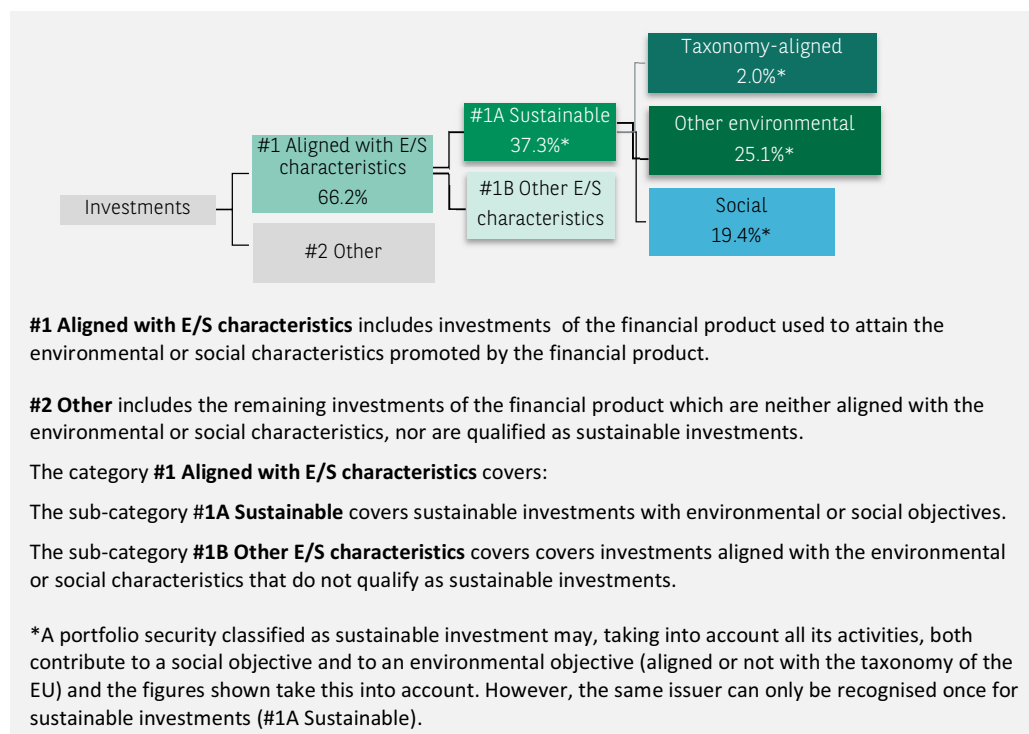 Taxonomy-aligned
2.0%*
#1A Sustainable
37.3%*
Other environmental
25.1%*
#1 Aligned with E/S
characteristics
66.2%
#1B Other E/S
characteristics
Investments
Social
19.4%*
#2 Other
#1 Aligned with E/S characteristics includes investments of the financial product used to attain the
environmental or social characteristics promoted by the financial product.
#2 Other includes the remaining investments of the financial product which are neither aligned with the
environmental or social characteristics, nor are qualified as sustainable investments.
The category #1 Aligned with E/S characteristics covers:
The sub-category #1A Sustainable covers sustainable investments with environmental or social objectives.
The sub-category #1B Other E/S characteristics covers covers investments aligned with the environmental
or social characteristics that do not qualify as sustainable investments.
*A portfolio security classified as sustainable investment may, taking into account all its activities, both
contribute to a social objective and to an environmental objective (aligned or not with the taxonomy of the
EU) and the figures shown take this into account. However, the same issuer can only be recognised once for
sustainable investments (#1A Sustainable).